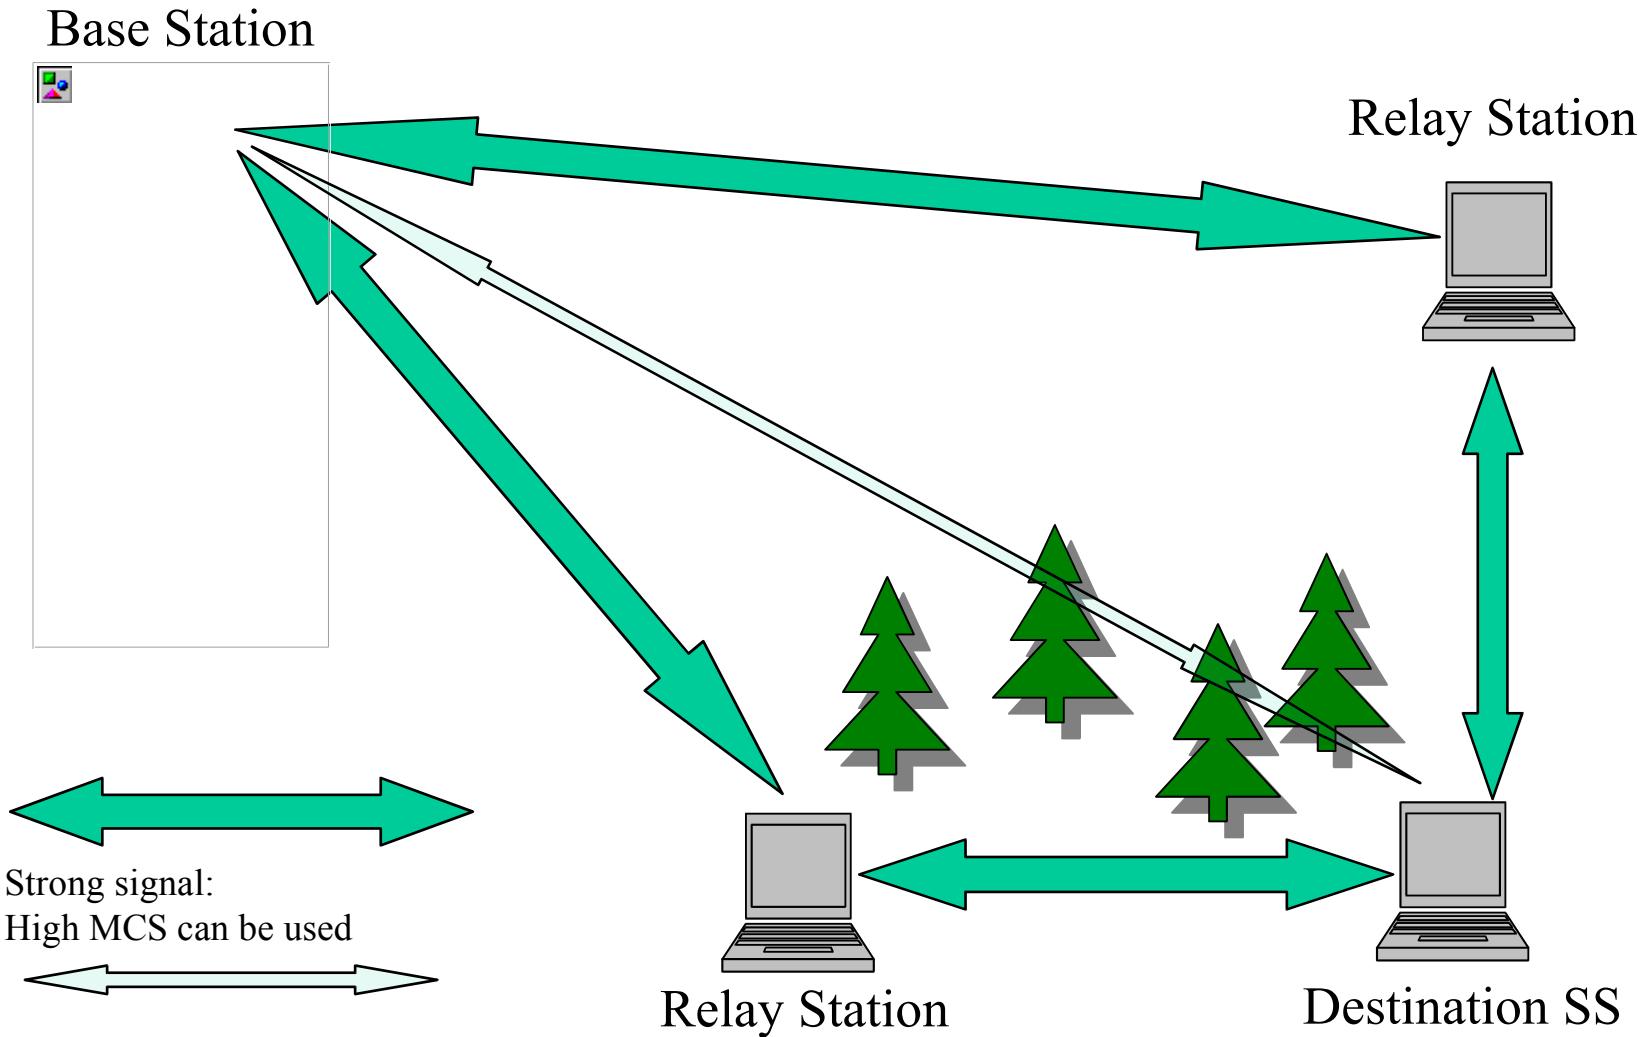 Base Station
Relay Station
Strong signal:
High MCS can be used
Relay Station
Destination SS